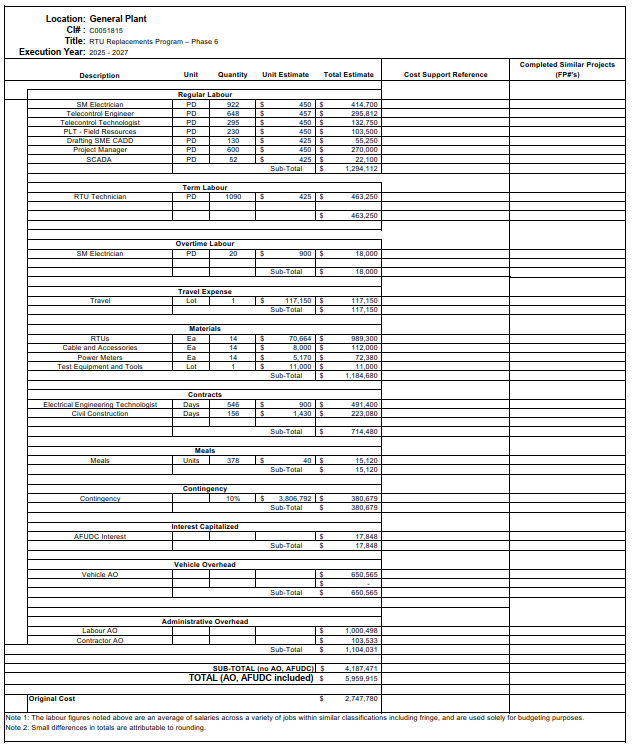 Location: General Plant
CI# : C0051815
Title: RTU Replacements Program – Phase 6
Execution Year: 2025 - 2027
Description Unit Quantity Unit Estimate Total Estimate Cost Support Reference Completed Similar Projects (FP#'s)
Regular Labour
SM Electrician PD 922 $ 450 $ 414,700
Telecontrol Engineer PD 648 $ 457 $ 295,812
Telecontrol Technologist PD 295 $ 450 $ 132,750
PLT - Field Resources PD 230 $ 450 $ 103,500
Drafting SME CADD PD 130 $ 425 $ 55,250
Project Manager PD 600 $ 450 $ 270,000
SCADA PD 52 $ 425 $ 22,100
Sub-Total $ 1,294,112
Term Labour
RTU Technician PD 1090 $ 425 $ 463,250
$ 463,250
Overtime Labour
SM Electrician PD 20 $ 900 $ 18,000
Sub-Total $ 18,000
Travel Expense
Travel Lot 1 $ 117,150 $ 117,150
Sub-Total $ 117,150
Materials
RTUs Ea 14 $ 70,664 $ 989,300
Cable and Accessories Ea 14 $ 8,000 $ 112,000
Power Meters Ea 14 $ 5,170 $ 72,380
Test Equipment and Tools Lot 1 $ 11,000 $ 11,000
Sub-Total $ 1,184,680
Contracts
Electrical Engineering Technologist Days 546 $ 900 $ 491,400
Civil Construction Days 156 $ 1,430 $ 223,080
Sub-Total $ 714,480
Meals
Meals Units 378 $ 40 $ 15,120
Sub-Total $ 15,120
Contingency
Contingency 10% $ 3,806,792 $ 380,679
Sub-Total $ 380,679
Interest Capitalized
AFUDC Interest $ 17,848
Sub-Total $ 17,848
Vehicle Overhead
Vehicle AO $ 650,565
$ -
Sub-Total $ 650,565
Administrative Overhead
Labour AO $ 1,000,498
Contractor AO $ 103,533
Sub-Total $ 1,104,031
SUB-TOTAL (no AO, AFUDC) $ 4,187,471
TOTAL (AO, AFUDC included) $ 5,959,915
Original Cost $ 2,747,780
Note 1: The labour figures noted above are an average of salaries across a variety of jobs within similar classifications including fringe, and are used solely for budgeting purposes.
Note 2: Small differences in totals are attributable to rounding.